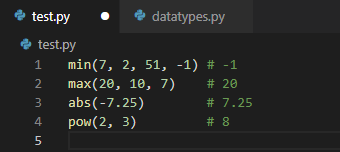 test.py datatypes.py
test.py
1 min(7, 2, 51, -1) # -1
2 max(20, 10, 7) # 20
3 abs(-7.25) # 7.25
4 pow(2, 3) # 8
5